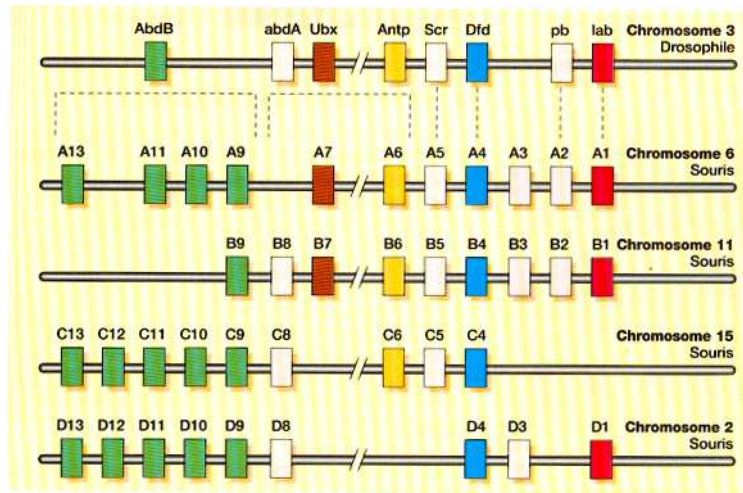 AbdB abdA Ubx Antp Scr Dfd pb lab Chromosome 3
Drosophile
A13 A11 A10 A9 A7 A6 A5 A4 A3 A2 A1 Chromosome 6
Souris
B9 B8 B7 B6 B5 B4 B3 B2 B1 Chromosome 11
Souris
C13 C12 C11 C10 C9 C8 C6 C5 C4 Chromosome 15
Souris
D13 D12 D11 D10 D9 D8 D4 D3 D1 Chromosome 2
Souris